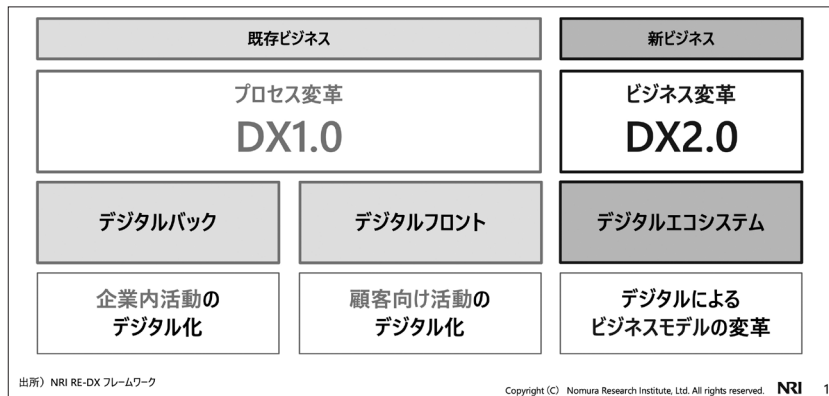 既存ビジネス
新ビジネス
プロセス変革
DX1.0
ビジネス変革
DX2.0
デジタルバック
デジタルフロント
デジタルエコシステム
企業内活動の
デジタル化
顧客向け活動の
デジタル化
デジタルによる
ビジネスモデルの変革
出所）NRI RE-DX フレームワーク
Copyright (C) Nomura Research Institute, Ltd. All rights reserved. NRI 1